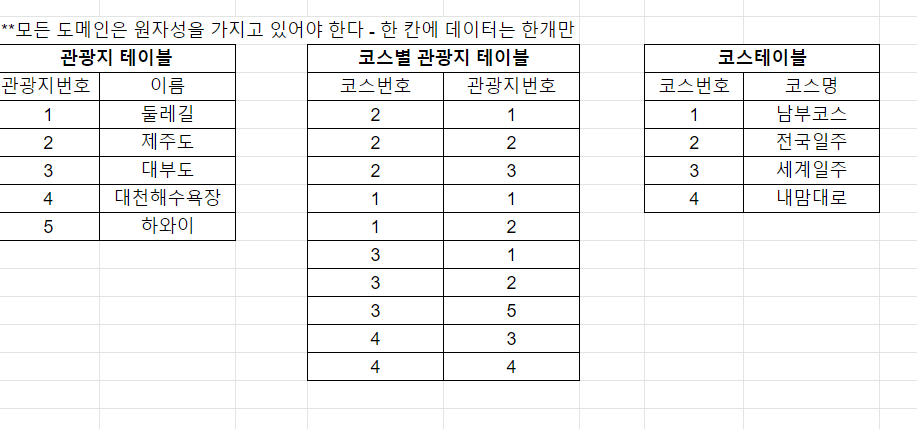 **모든 도메인은 원자성을 가지고 있어야 한다 - 한 칸에 데이터는 한개만
관광지 테이블 코스별 관광지 테이블 코스테이블
관광지번호 이름 코스번호 관광지번호 코스번호 코스명
1 둘레길 2 1 1 남부코스
2 제주도 2 2 2 전국일주
3 대부도 2 3 3 세계일주
4 대천해수욕장 1 1 4 내맘대로
5 하와이 1 2
3 1
3 2
3 5
4 3
4 4